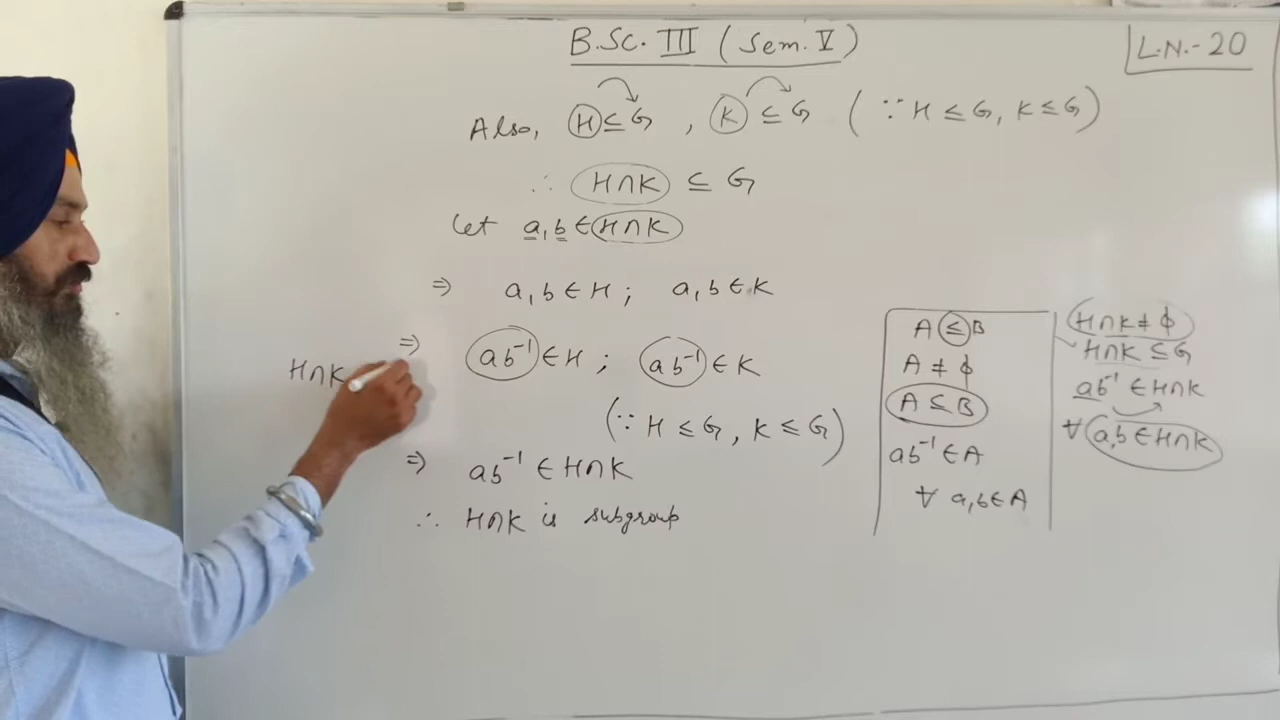 B.Sc. III (Sem. V)
L.N.-20
Also, H ⊆ G, K ⊆ G (∵ H ≤ G, K ≤ G)
∴ H∩K ⊆ G
Let a, b ∈ H∩K
⇒ a, b ∈ H; a, b ∈ K
⇒ ab⁻¹ ∈ H; ab⁻¹ ∈ K
(∵ H ≤ G, K ≤ G)
⇒ ab⁻¹ ∈ H∩K
∴ H∩K is subgroup
H∩K
A ≤ B
A ≠ ϕ
A ⊆ B
ab⁻¹ ∈ A
∀ a, b ∈ A
H∩K ≠ ϕ
H∩K ⊆ G
ab⁻¹ ∈ H∩K
∀ a, b ∈ H∩K